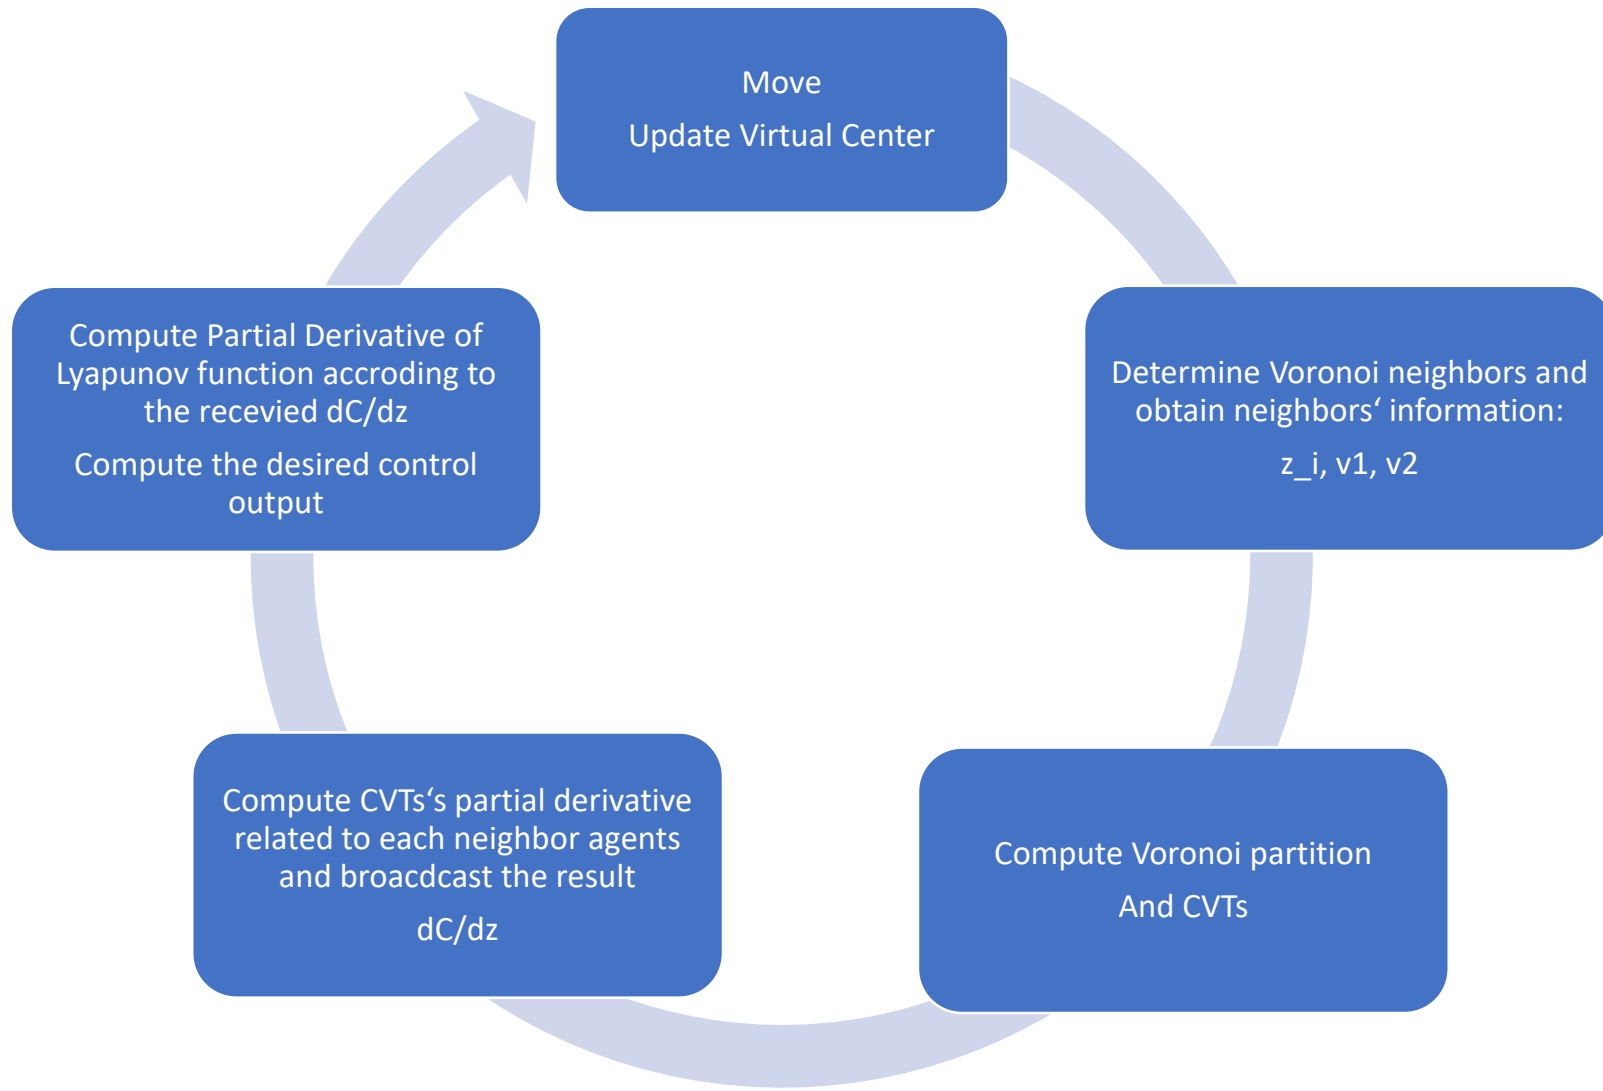 Move
Update Virtual Center
Determine Voronoi neighbors and
obtain neighbors‘ information:
z_i, v1, v2
Compute Voronoi partition
And CVTs
Compute CVTs‘s partial derivative
related to each neighbor agents
and broacdcast the result
dC/dz
Compute Partial Derivative of
Lyapunov function accroding to
the recevied dC/dz
Compute the desired control
output